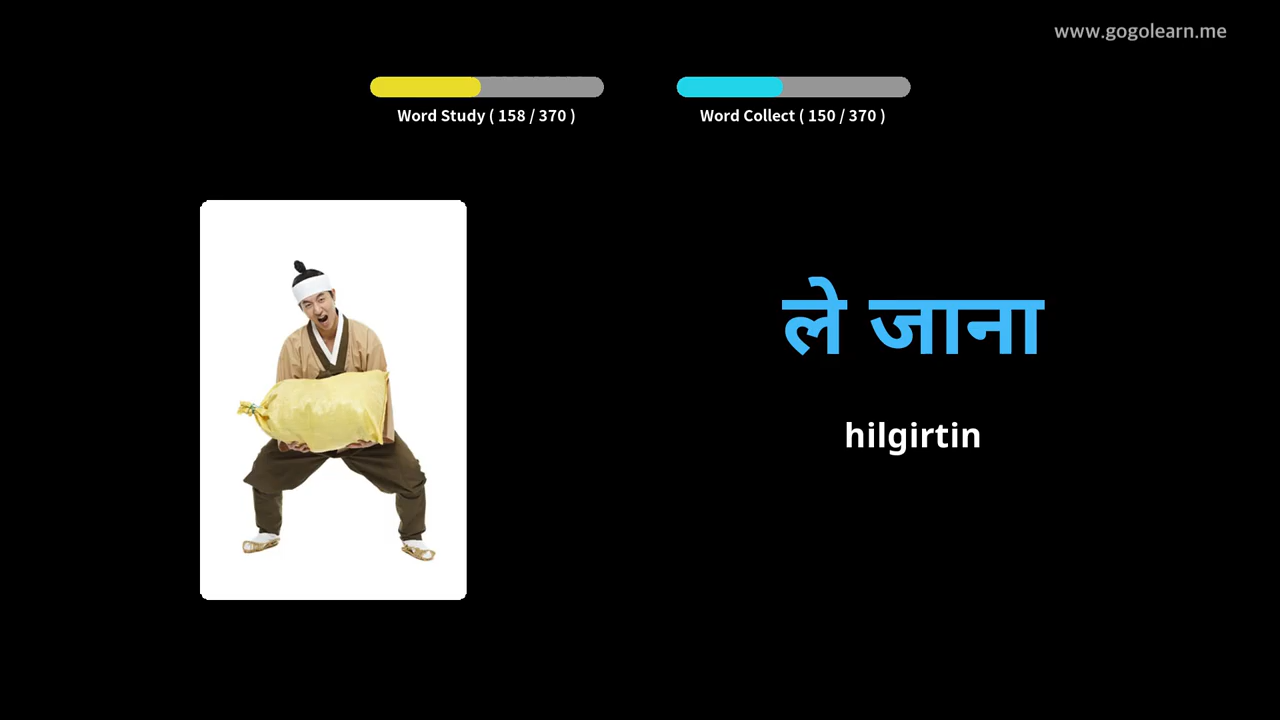 www.gogolearn.me
Word Study ( 158 / 370 )
Word Collect ( 150 / 370 )
ले जाना
hilgirtin